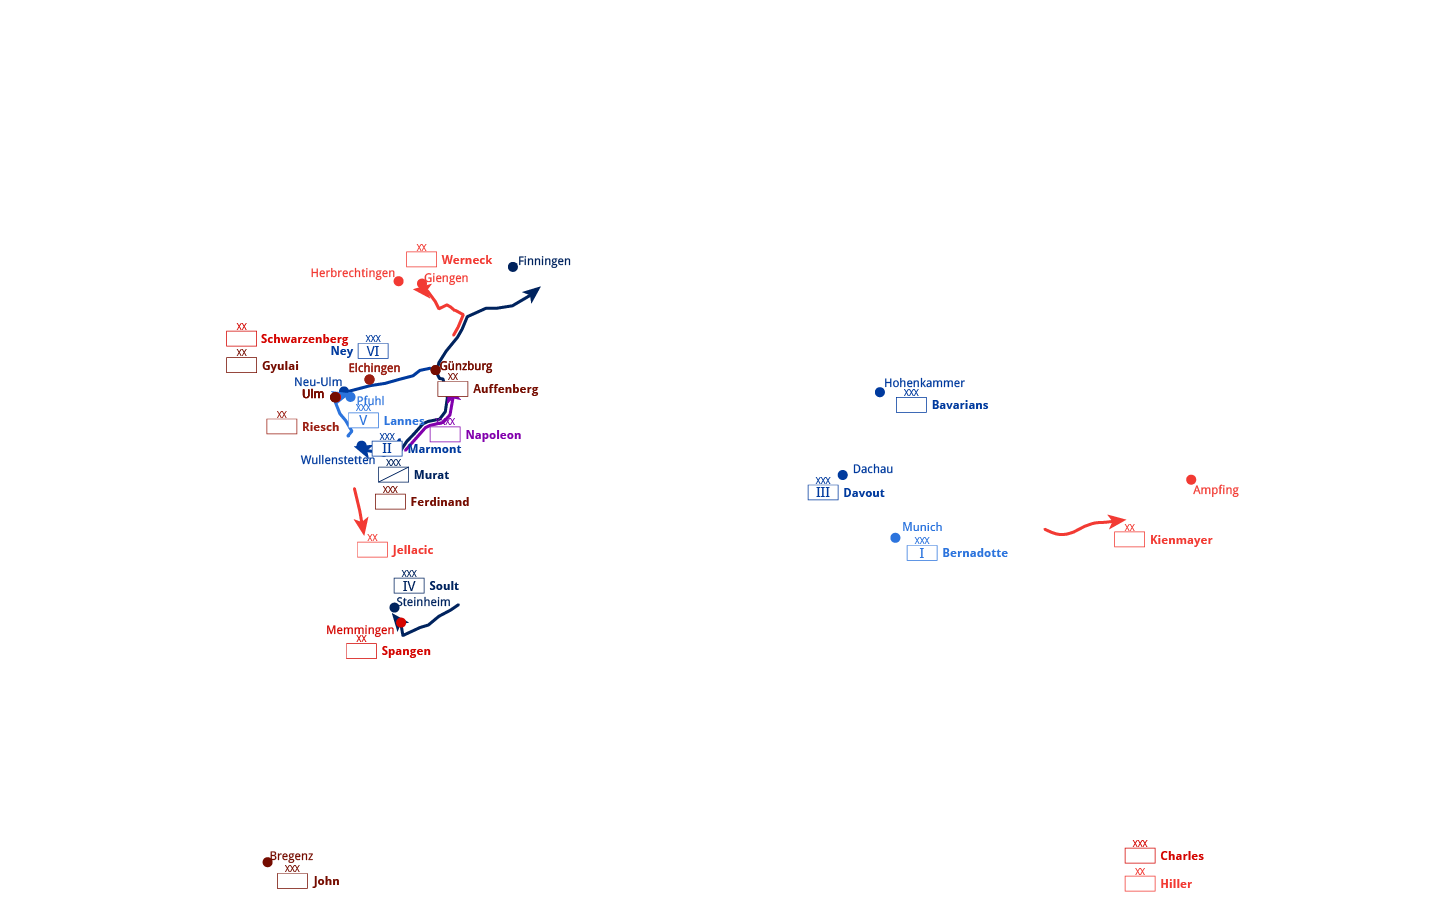 XX
Werneck
Finningen
Herbrechtingen
Giengen
XX
Schwarzenberg
XXX
Ney VI
XX
Gyulai
Elchingen
Günzburg
XX
Auffenberg
Neu-Ulm
Ulm
Pfuhl
XXX
V Lannes
XX
Riesch
XXX
Napoleon
XXX
II Marmont
Wullenstetten
XXX
Murat
XXX
Ferdinand
XX
Jellacic
XXX
IV Soult
Steinheim
Memmingen
XX
Spangen
Hohenkammer
XXX
Bavarians
Dachau
XXX
III Davout
Munich
XXX
I Bernadotte
Ampfing
XX
Kienmayer
Bregenz
XXX
John
XXX
Charles
XX
Hiller